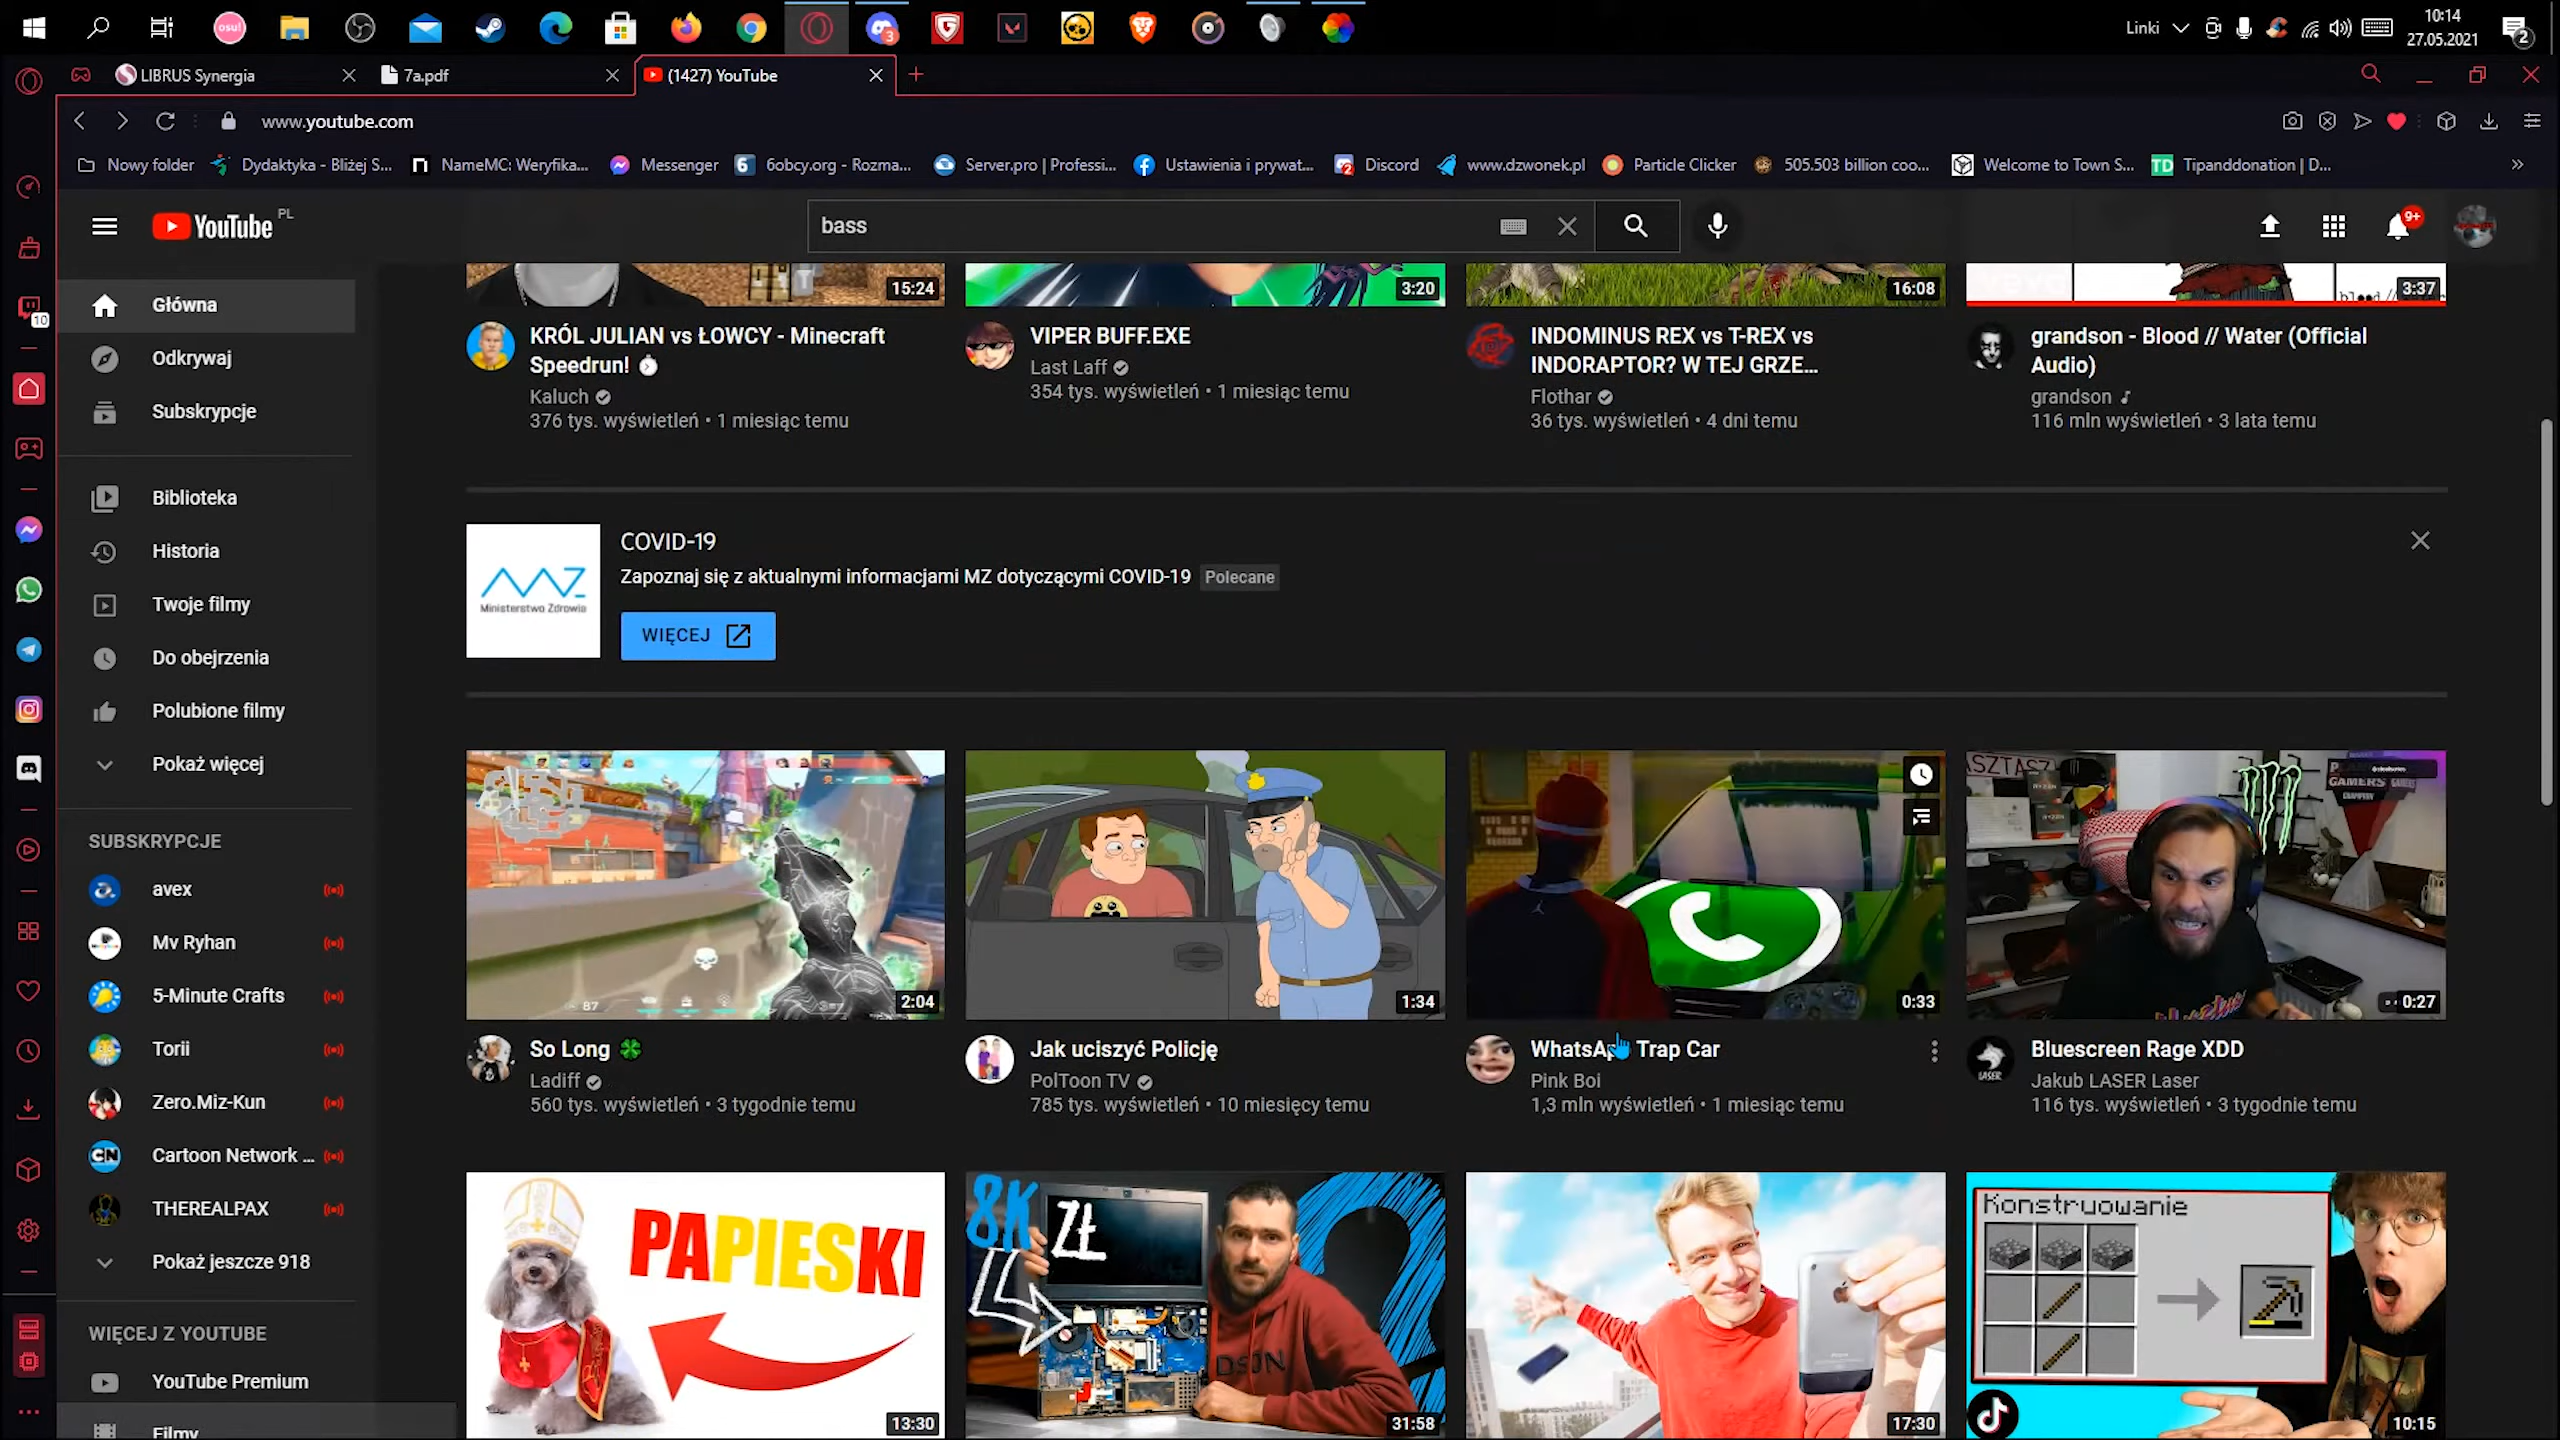 osu!
3
Linki
10:14
27.05.2021
2
LIBRUS Synergia
7a.pdf
(1427) YouTube
www.youtube.com
Nowy folder
Dydaktyka - Bliżej S...
NameMC: Weryfika...
Messenger
6obcy.org - Rozma...
Server.pro | Professi...
Ustawienia i prywat...
Discord
www.dzwonek.pl
Particle Clicker
505.503 billion coo...
Welcome to Town S...
TD Tipanddonation | D...
YouTube PL
bass
9+
10
Główna
Odkrywaj
Subskrypcje
Biblioteka
Historia
Twoje filmy
Do obejrzenia
Polubione filmy
Pokaż więcej
SUBSKRYPCJE
avex
Mv Ryhan
5-Minute Crafts
Torii
Zero.Miz-Kun
CN Cartoon Network ...
THEREALPAX
Pokaż jeszcze 918
WIĘCEJ Z YOUTUBE
YouTube Premium
Filmy
15:24
3:20
16:08
3:37
KRÓL JULIAN vs ŁOWCY - Minecraft
Speedrun!
Kaluch
376 tys. wyświetleń • 1 miesiąc temu
VIPER BUFF.EXE
Last Laff
354 tys. wyświetleń • 1 miesiąc temu
INDOMINUS REX vs T-REX vs
INDORAPTOR? W TEJ GRZE...
Flothar
36 tys. wyświetleń • 4 dni temu
grandson - Blood // Water (Official
Audio)
grandson
116 mln wyświetleń • 3 lata temu
Ministerstwo Zdrowia
COVID-19
Zapoznaj się z aktualnymi informacjami MZ dotyczącymi COVID-19 Polecane
WIĘCEJ
87
2:04
1:34
0:33
GAMERS
0:27
So Long
Ladiff
560 tys. wyświetleń • 3 tygodnie temu
Jak uciszyć Policję
PolToon TV
785 tys. wyświetleń • 10 miesięcy temu
WhatsApp Trap Car
Pink Boi
1,3 mln wyświetleń • 1 miesiąc temu
LASER
Bluescreen Rage XDD
Jakub LASER Laser
116 tys. wyświetleń • 3 tygodnie temu
PAPIESKI
13:30
8K ZŁ
31:58
17:30
Konstruowanie
10:15